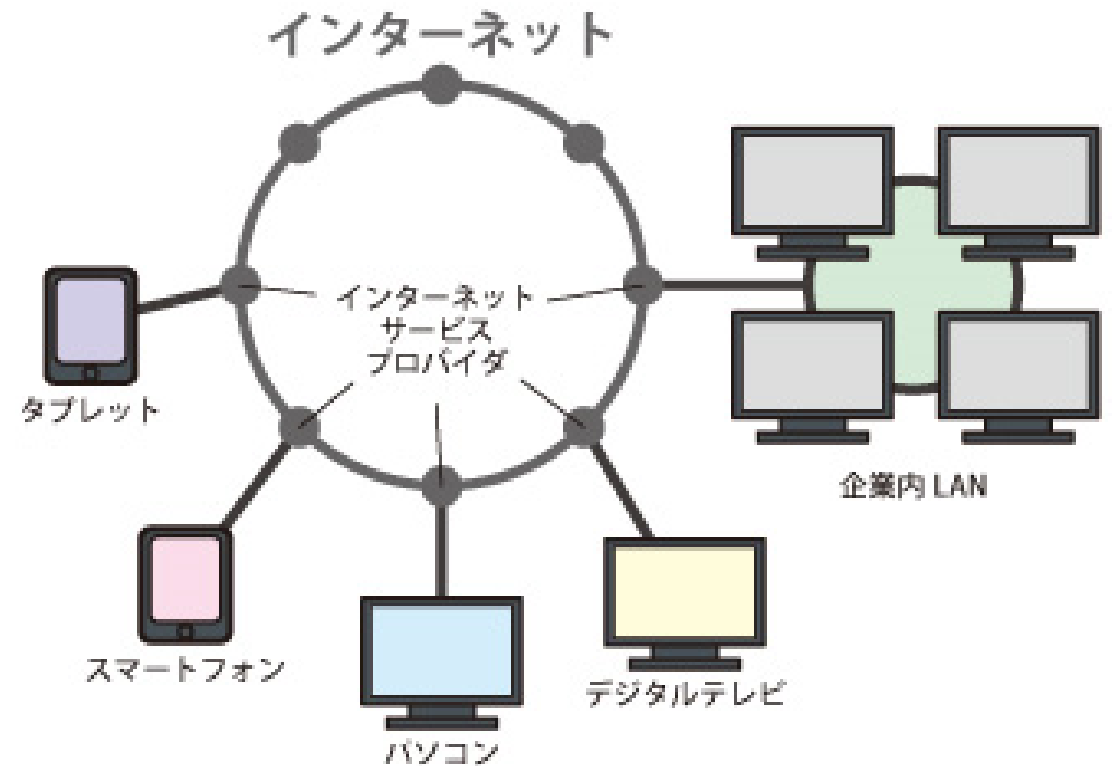 インターネット
インターネット
サービス
プロバイダ
タブレット
企業内 LAN
スマートフォン
デジタルテレビ
パソコン